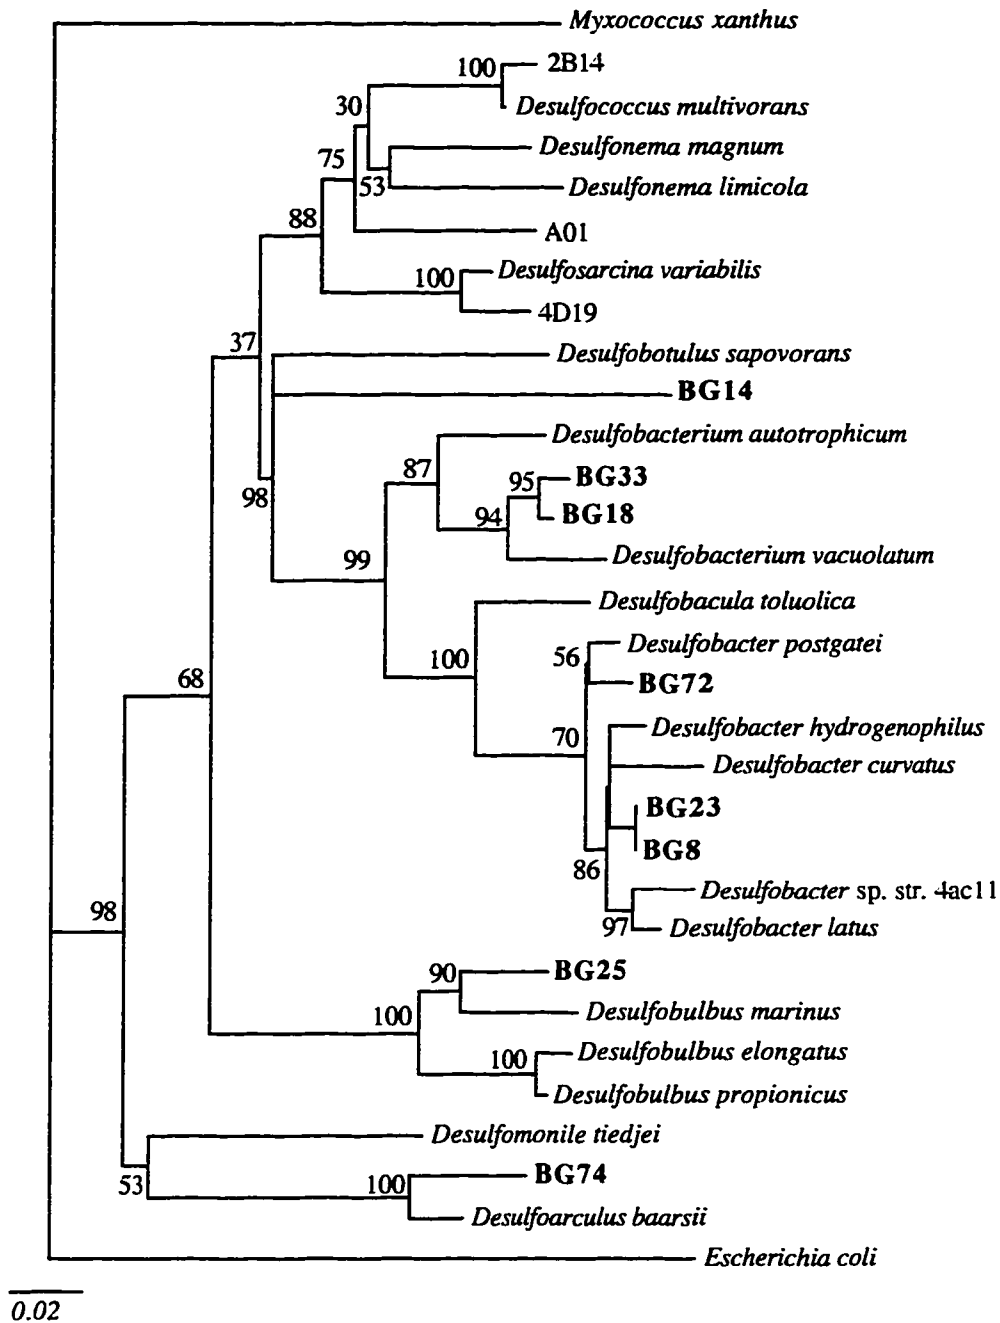 Myxococcus xanthus
100
2B14
30
Desulfococcus multivorans
Desulfonema magnum
75
53
Desulfonema limicola
88
A01
Desulfosarcina variabilis
100
4D19
37
Desulfobotulus sapovorans
BG14
Desulfobacterium autotrophicum
87
95
BG33
98
94
BG18
99
Desulfobacterium vacuolatum
Desulfobacula toluolica
Desulfobacter postgatei
56
100
68
BG72
70
Desulfobacter hydrogenophilus
Desulfobacter curvatus
BG23
BG8
86
Desulfobacter sp. str. 4ac11
98
97
Desulfobacter latus
90
BG25
100
Desulfobulbus marinus
Desulfobulbus elongatus
100
Desulfobulbus propionicus
Desulfomonile tiedjei
BG74
53
100
Desulfoarculus baarsii
Escherichia coli
0.02